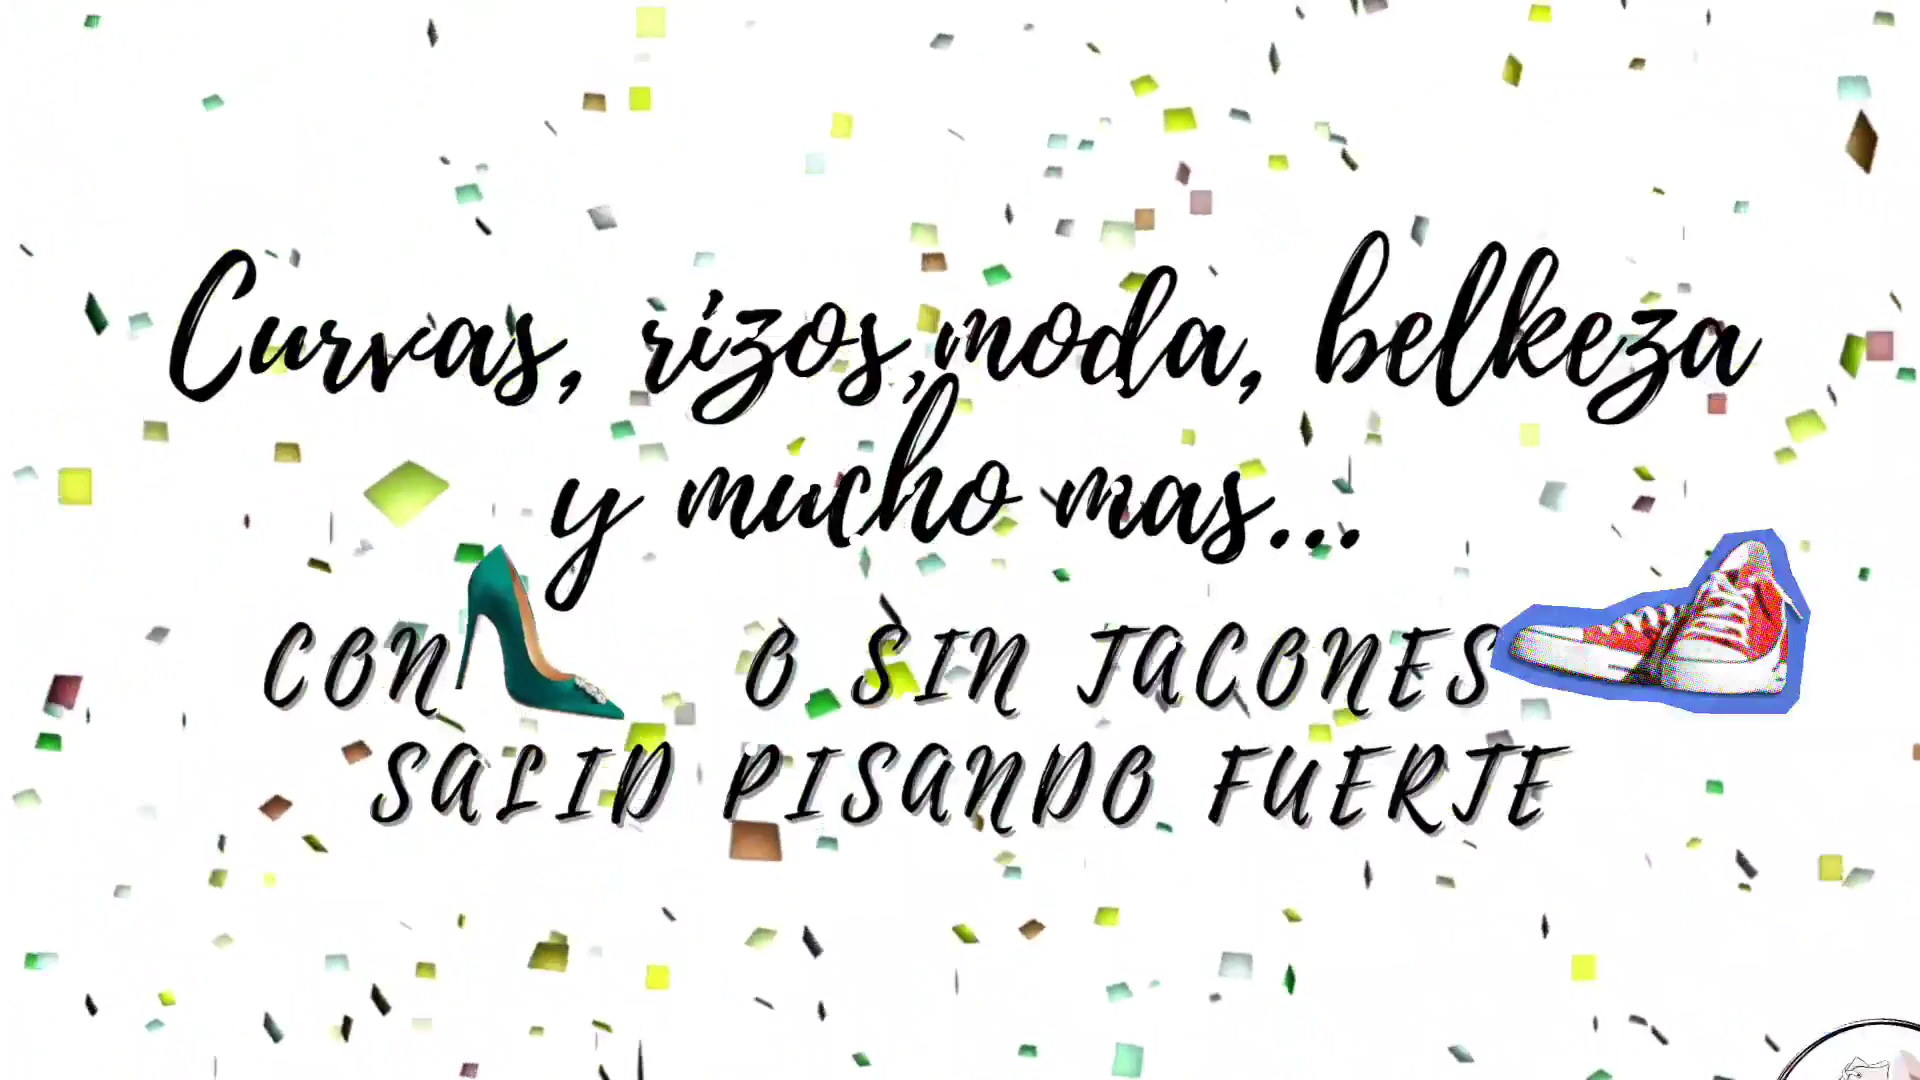 Curvas, rizos, moda, belkeza
y mucho mas...
CON O SIN TACONES
SALID PISANDO FUERTE